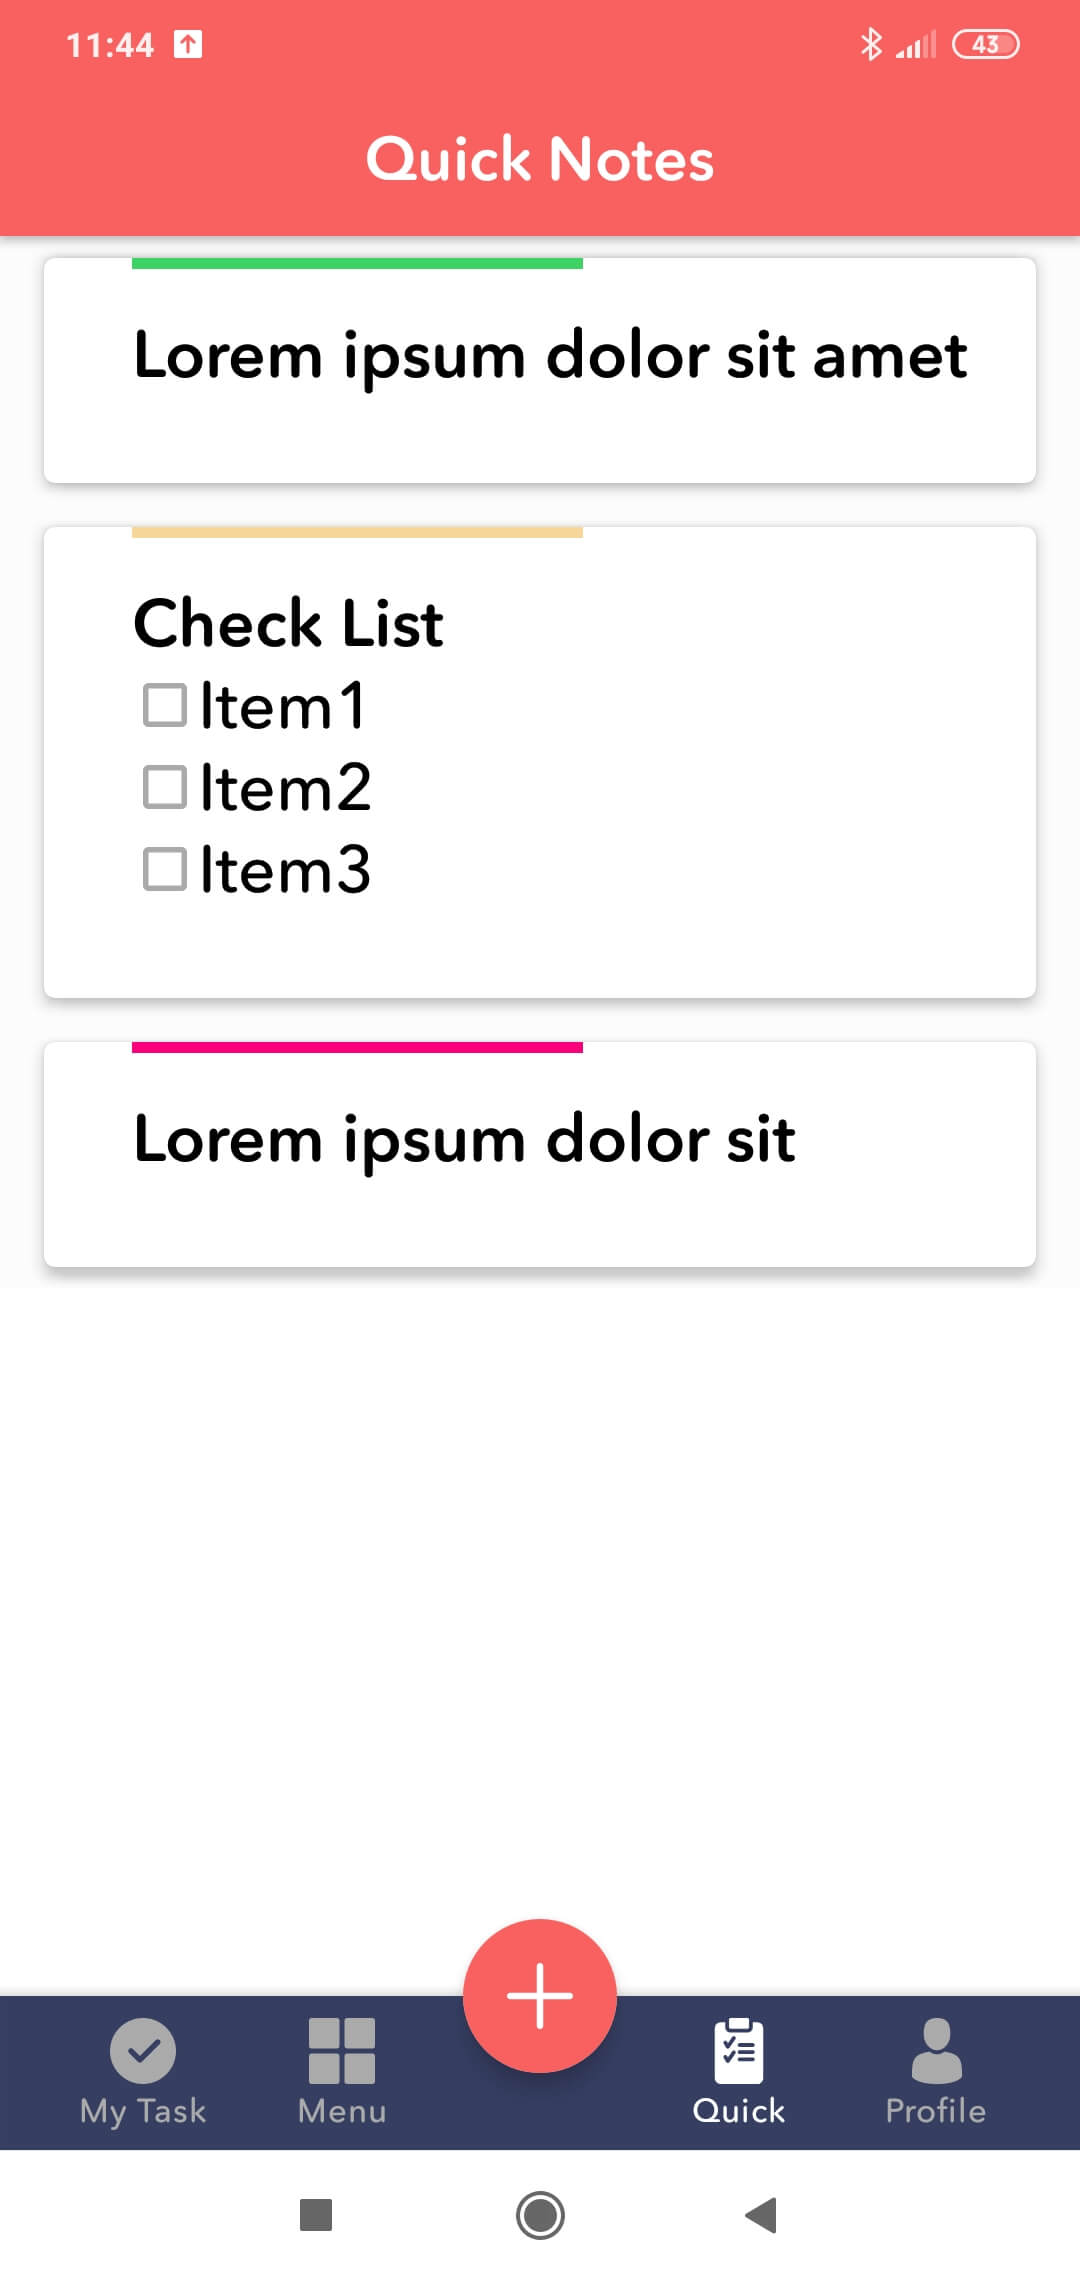 11:44
43
Quick Notes
Lorem ipsum dolor sit amet
Check List
Item1
Item2
Item3
Lorem ipsum dolor sit
My Task
Menu
Quick
Profile